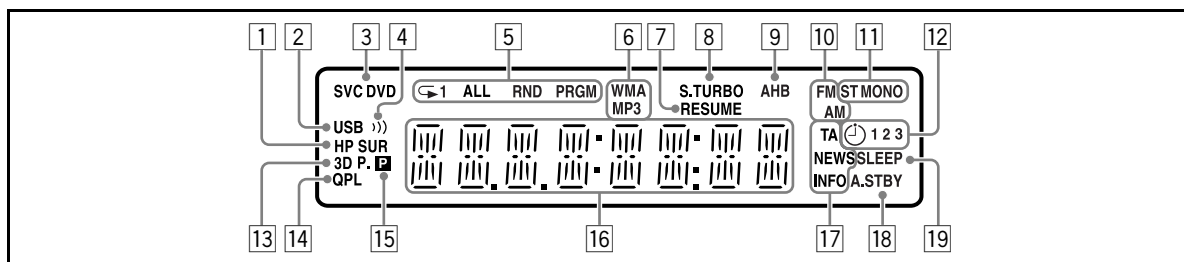 1 2 3 4 5 6 7 8 9 10 11 12
SVC DVD 1 ALL RND PRGM WMA S.TURBO AHB FM ST MONO
MP3 RESUME AM
USB TA 1 2 3
HP SUR NEWS SLEEP
3D P. P INFO A.STBY
QPL
13 14 15 16 17 18 19